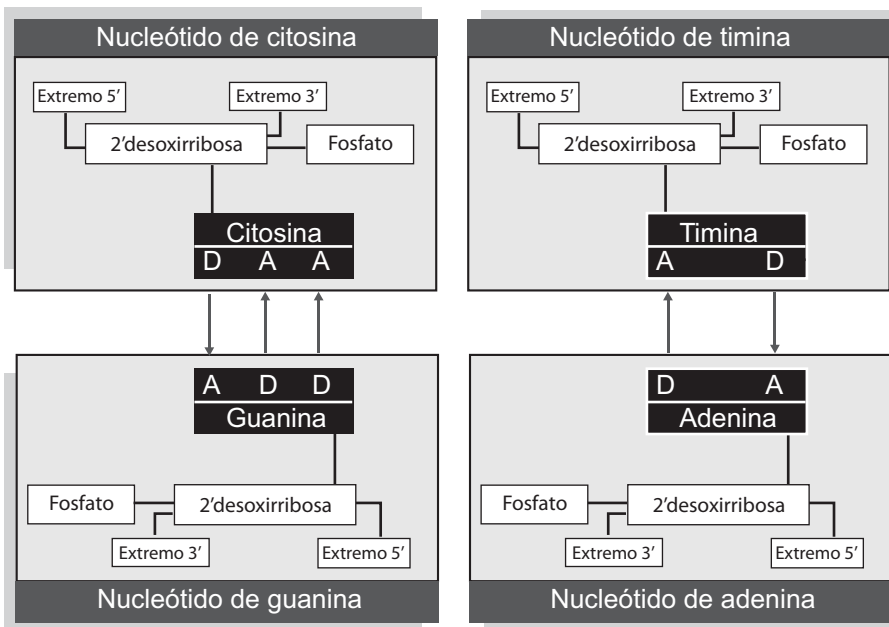 Nucleótido de citosina
Extremo 5’
Extremo 3’
2’desoxirribosa
Fosfato
Citosina
D A A
Nucleótido de timina
Extremo 5’
Extremo 3’
2’desoxirribosa
Fosfato
Timina
A D
A D D
Guanina
Fosfato
2’desoxirribosa
Extremo 3’
Extremo 5’
Nucleótido de guanina
D A
Adenina
Fosfato
2’desoxirribosa
Extremo 3’
Extremo 5’
Nucleótido de adenina